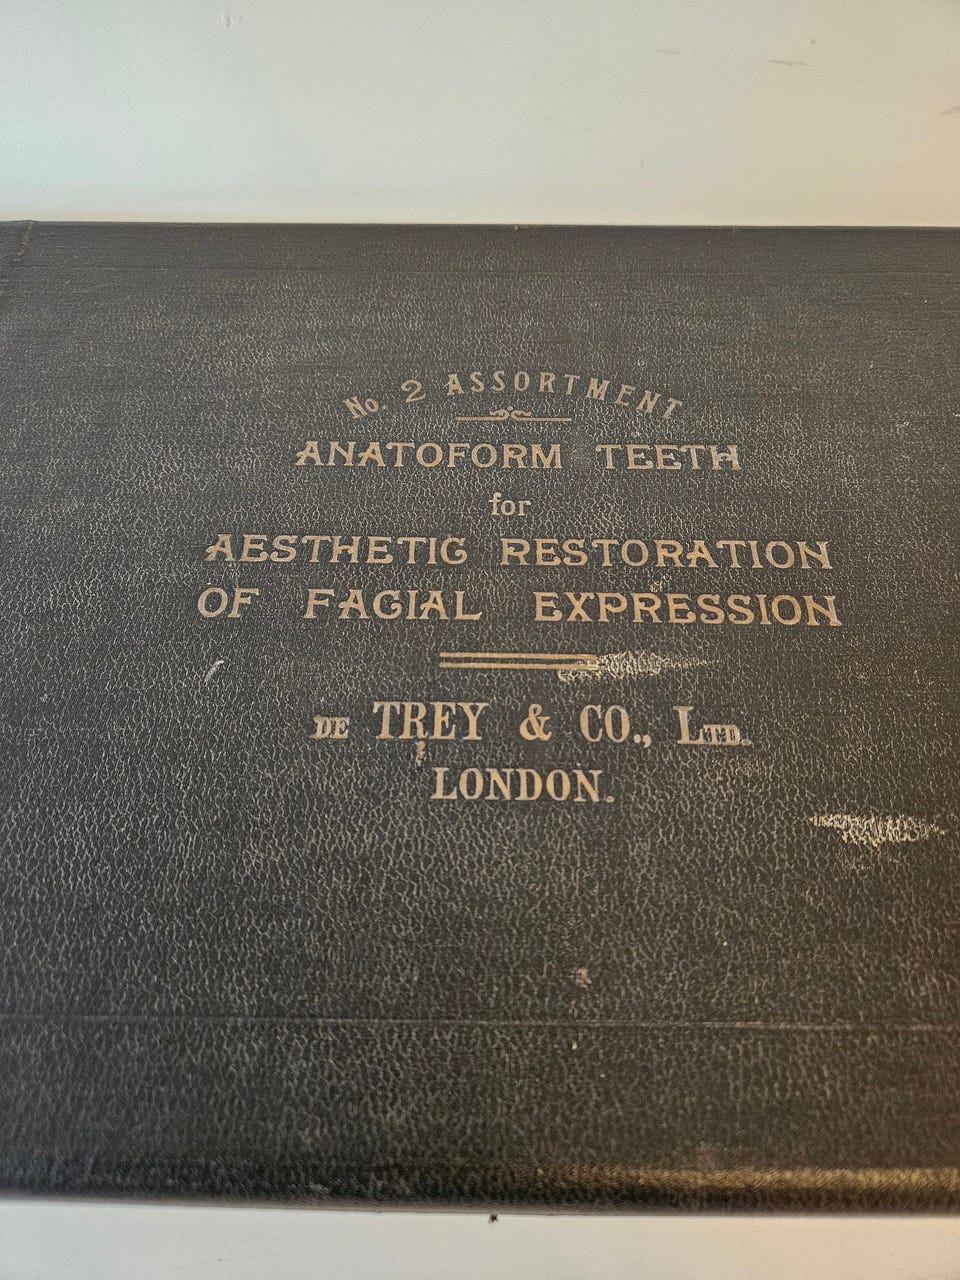 No. 2 ASSORTMENT
ANATOFORM TEETH
for
AESTHETIC RESTORATION
OF FACIAL EXPRESSION
DE TREY & CO., LTD.
LONDON.